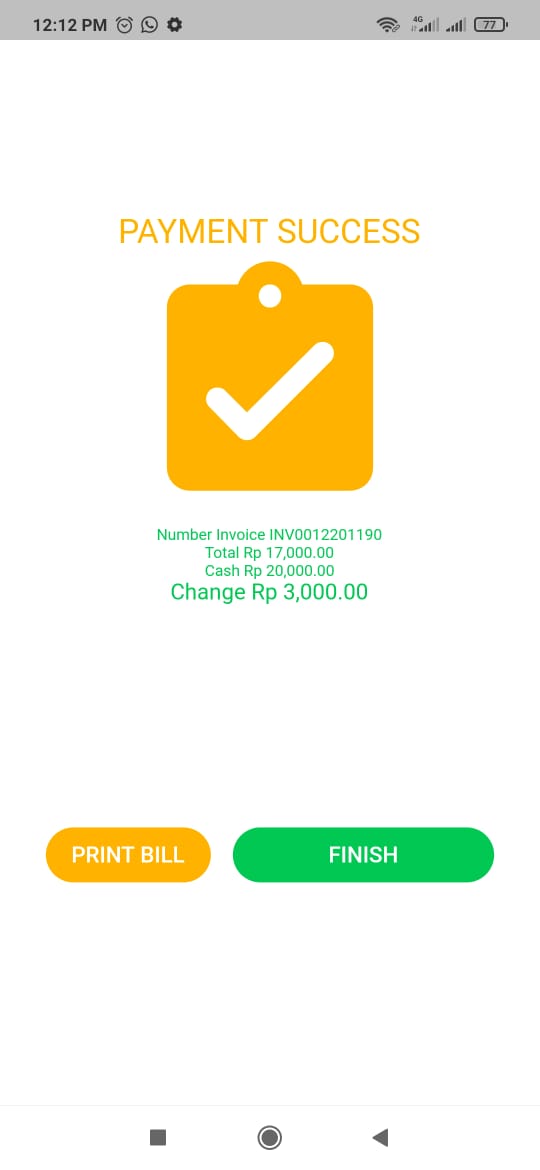 12:12 PM
4G
77
PAYMENT SUCCESS
Number Invoice INV0012201190
Total Rp 17,000.00
Cash Rp 20,000.00
Change Rp 3,000.00
PRINT BILL
FINISH